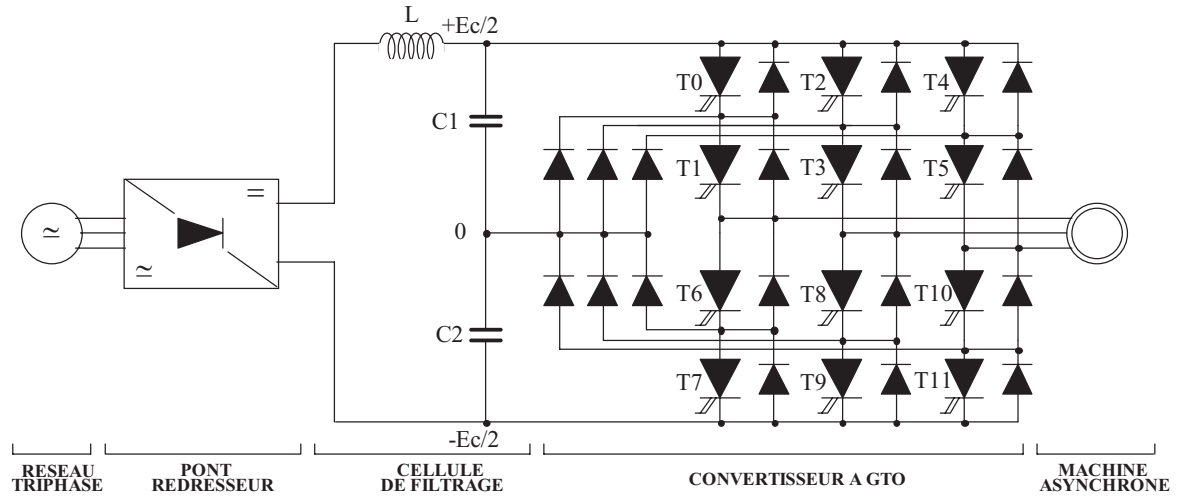 L
+Ec/2
T0
T2
T4
C1
T1
T3
T5
=
≃
0
≃
T6
T8
T10
C2
T7
T9
T11
-Ec/2
RESEAU
TRIPHASE
PONT
REDRESSEUR
CELLULE
DE FILTRAGE
CONVERTISSEUR A GTO
MACHINE
ASYNCHRONE